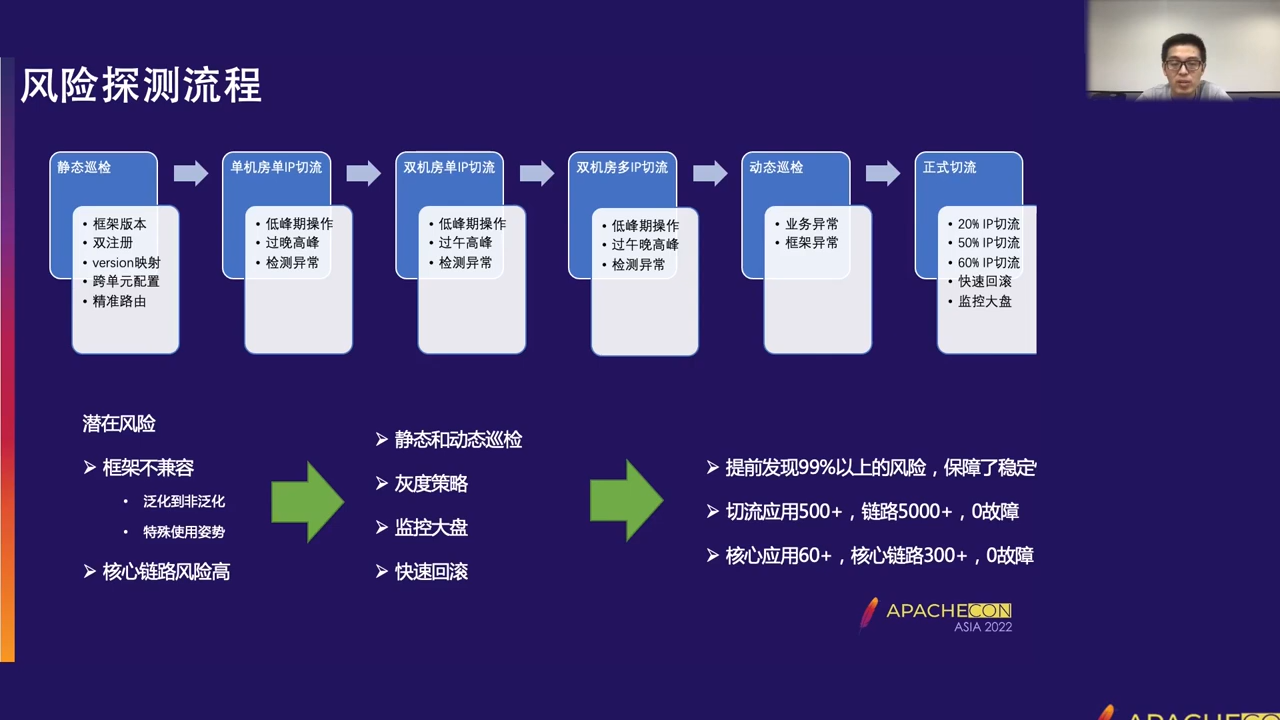 风险探测流程
静态巡检
• 框架版本
• 双注册
• version映射
• 跨单元配置
• 精准路由
单机房单IP切流
• 低峰期操作
• 过晚高峰
• 检测异常
双机房单IP切流
• 低峰期操作
• 过午高峰
• 检测异常
双机房多IP切流
• 低峰期操作
• 过午晚高峰
• 检测异常
动态巡检
• 业务异常
• 框架异常
正式切流
• 20% IP切流
• 50% IP切流
• 60% IP切流
• 快速回滚
• 监控大盘
潜在风险
➢ 框架不兼容
• 泛化到非泛化
• 特殊使用姿势
➢ 核心链路风险高
➢ 静态和动态巡检
➢ 灰度策略
➢ 监控大盘
➢ 快速回滚
➢ 提前发现99%以上的风险，保障了稳定
➢ 切流应用500+，链路5000+，0故障
➢ 核心应用60+，核心链路300+，0故障
APACHECON
ASIA 2022